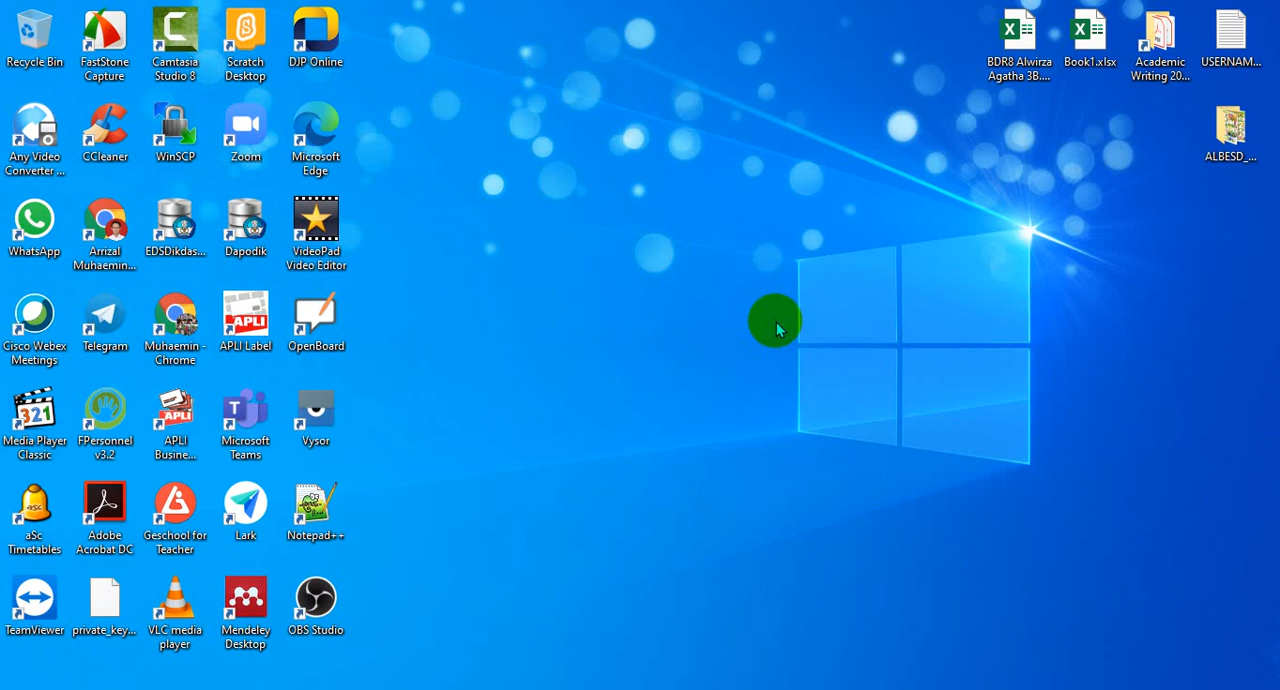 Recycle Bin
FastStone
Capture
Camtasia
Studio 8
Scratch
Desktop
DJP Online
BDR8 Alwirza
Agatha 3B....
Book1.xlsx
Academic
Writing 20...
USERNAM...
Any Video
Converter ...
CCleaner
WinSCP
Zoom
Microsoft
Edge
ALBESD_...
WhatsApp
Arrizal
Muhaemin...
EDSDikdas...
Dapodik
VideoPad
Video Editor
Cisco Webex
Meetings
Telegram
Muhaemin -
Chrome
APLI
APLI Label
OpenBoard
321
Media Player
Classic
FPersonnel
v3.2
APLI
APLI
Busine...
Microsoft
Teams
Vysor
asc
aSc
Timetables
Adobe
Acrobat DC
Geschool for
Teacher
Lark
Notepad++
TeamViewer
private_key...
VLC media
player
Mendeley
Desktop
OBS Studio